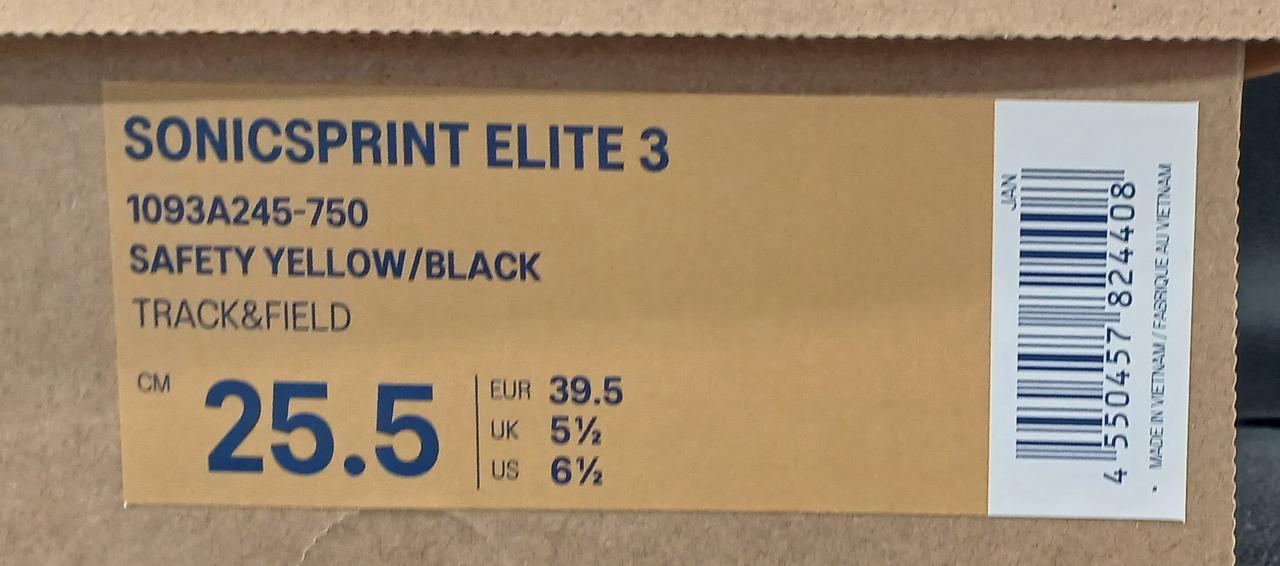 SONICSPRINT ELITE 3
1093A245-750
SAFETY YELLOW/BLACK
TRACK&FIELD
CM 25.5
EUR 39.5
UK 5½
US 6½
JAN
4 550457 824408
• MADE IN VIETNAM / FABRIQUE AU VIETNAM